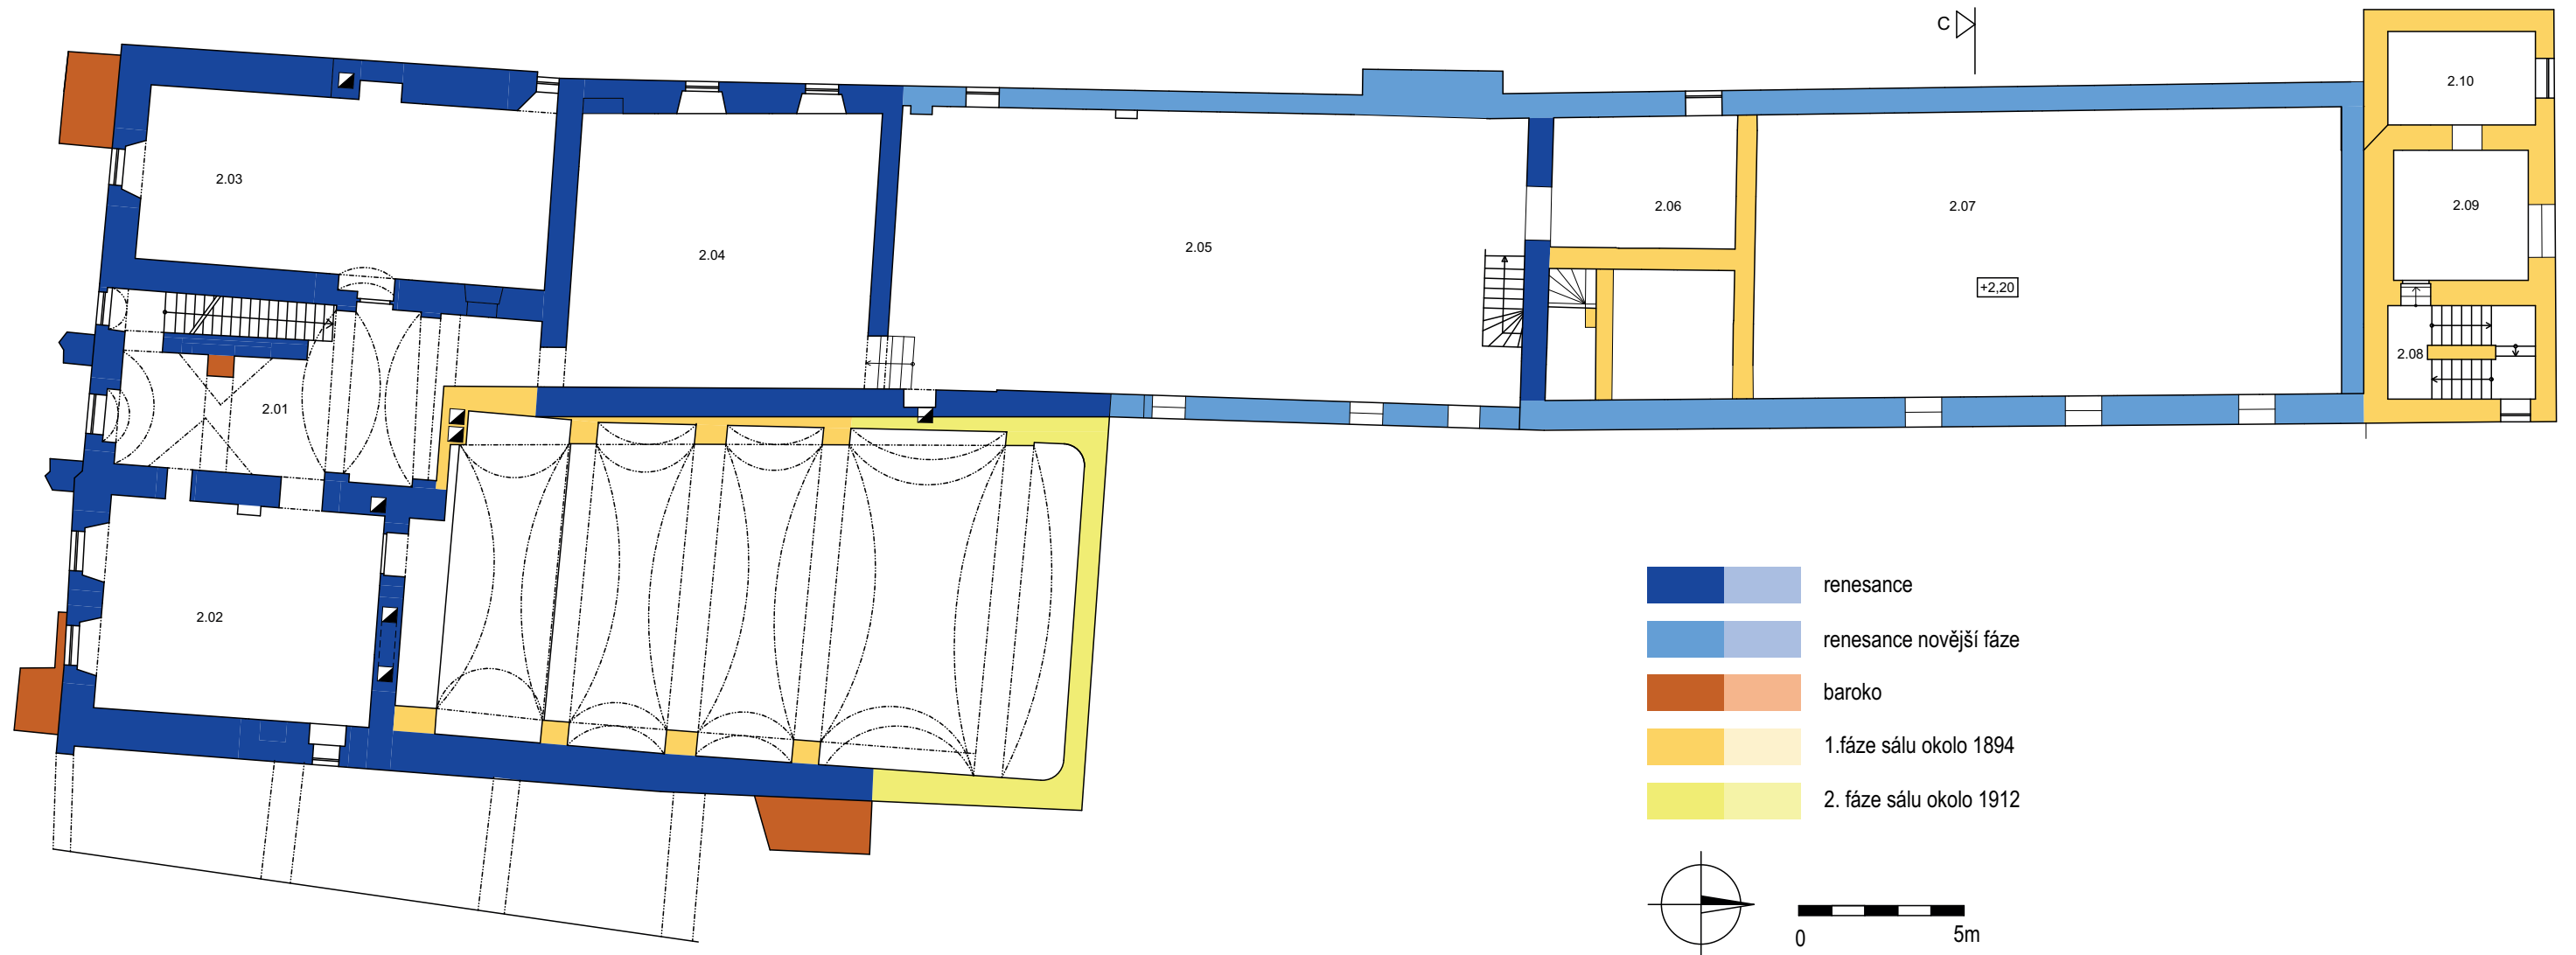 C
2.10
2.03
2.06
2.07
2.09
2.05
2.04
+2,20
2.08
2.01
2.02
renesance
renesance novější fáze
baroko
1.fáze sálu okolo 1894
2. fáze sálu okolo 1912
0
5m